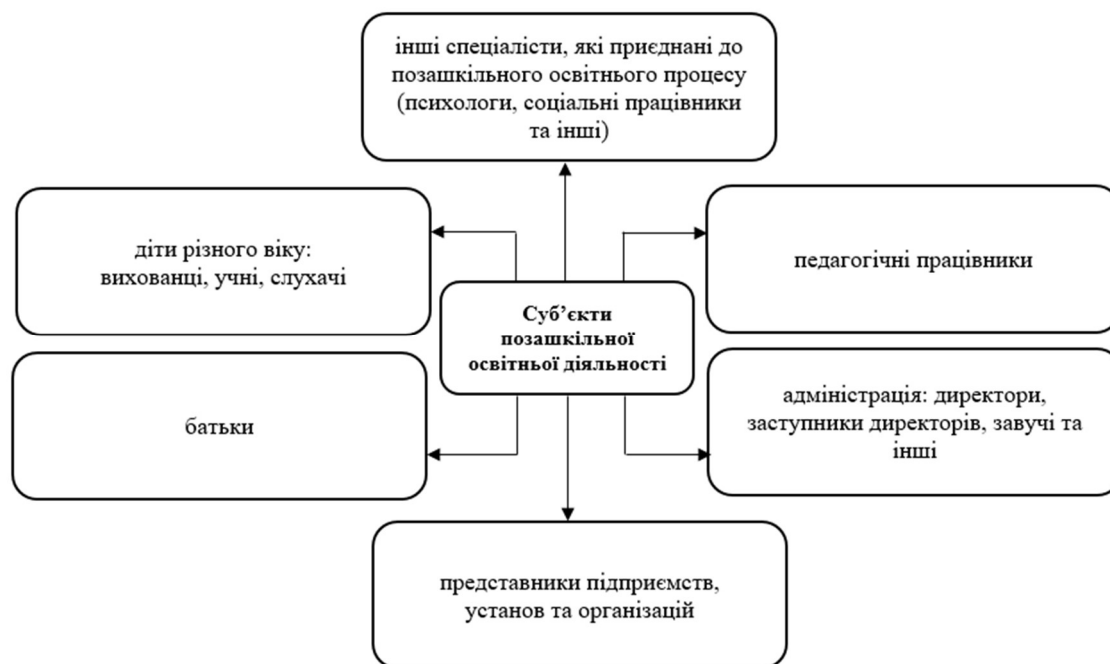 інші спеціалісти, які приєднані до
позашкільного освітнього процесу
(психологи, соціальні працівники
та інші)
діти різного віку:
вихованці, учні, слухачі
педагогічні працівники
Суб’єкти
позашкільної
освітньої діяльності
батьки
адміністрація: директори,
заступники директорів, завучі та
інші
представники підприємств,
установ та організацій